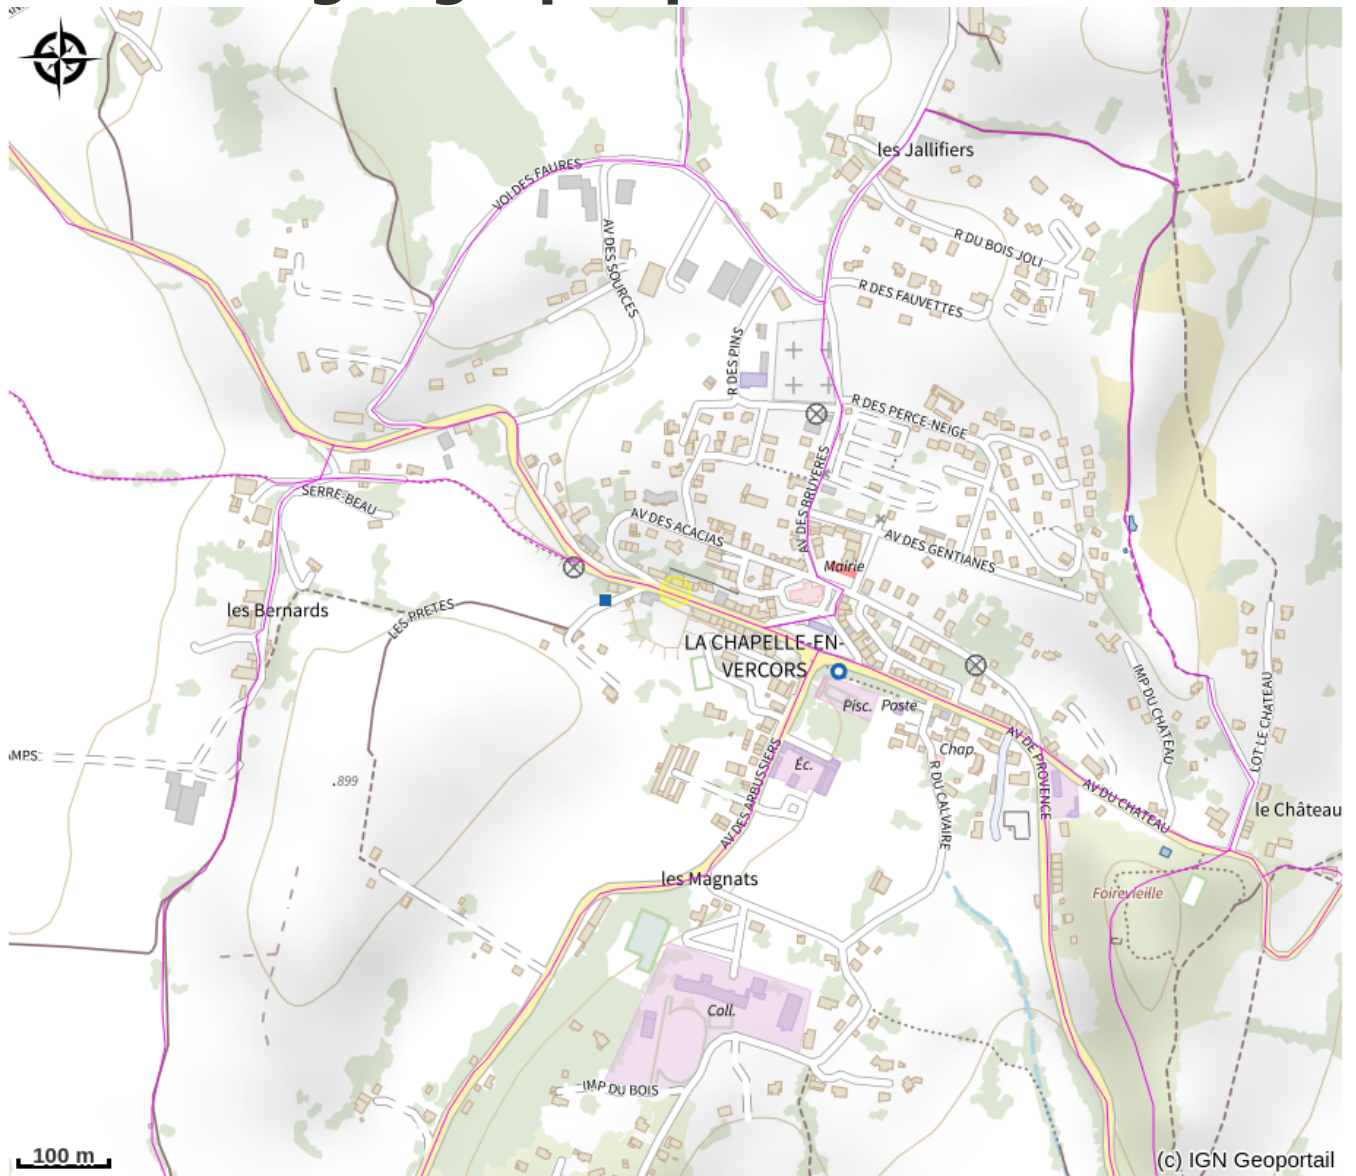 les Jallifiers
VOI DES FAURES
R DU BOIS JOLI
AV DES SOURCES
R DES FAUVETTES
R DES PINS
R DES PERCE-NEIGE
AV DES BRUYERES
SERRE-BEAU
AV DES ACACIAS
AV DES GENTIANES
Mairie
les Bernards
LES PRETES
LA CHAPELLE-EN-
VERCORS
IMP DU CHATEAU
LOT LE CHATEAU
Pisc.
Poste
Chap.
AV DE PROVENCE
AMPS
.899
Éc.
AV DES ARBUSSIERS
R DU CALVAIRE
AV DU CHATEAU
le Château
les Magnats
Foirevieille
Coll.
IMP DU BOIS
100 m
(c) IGN Geoportail